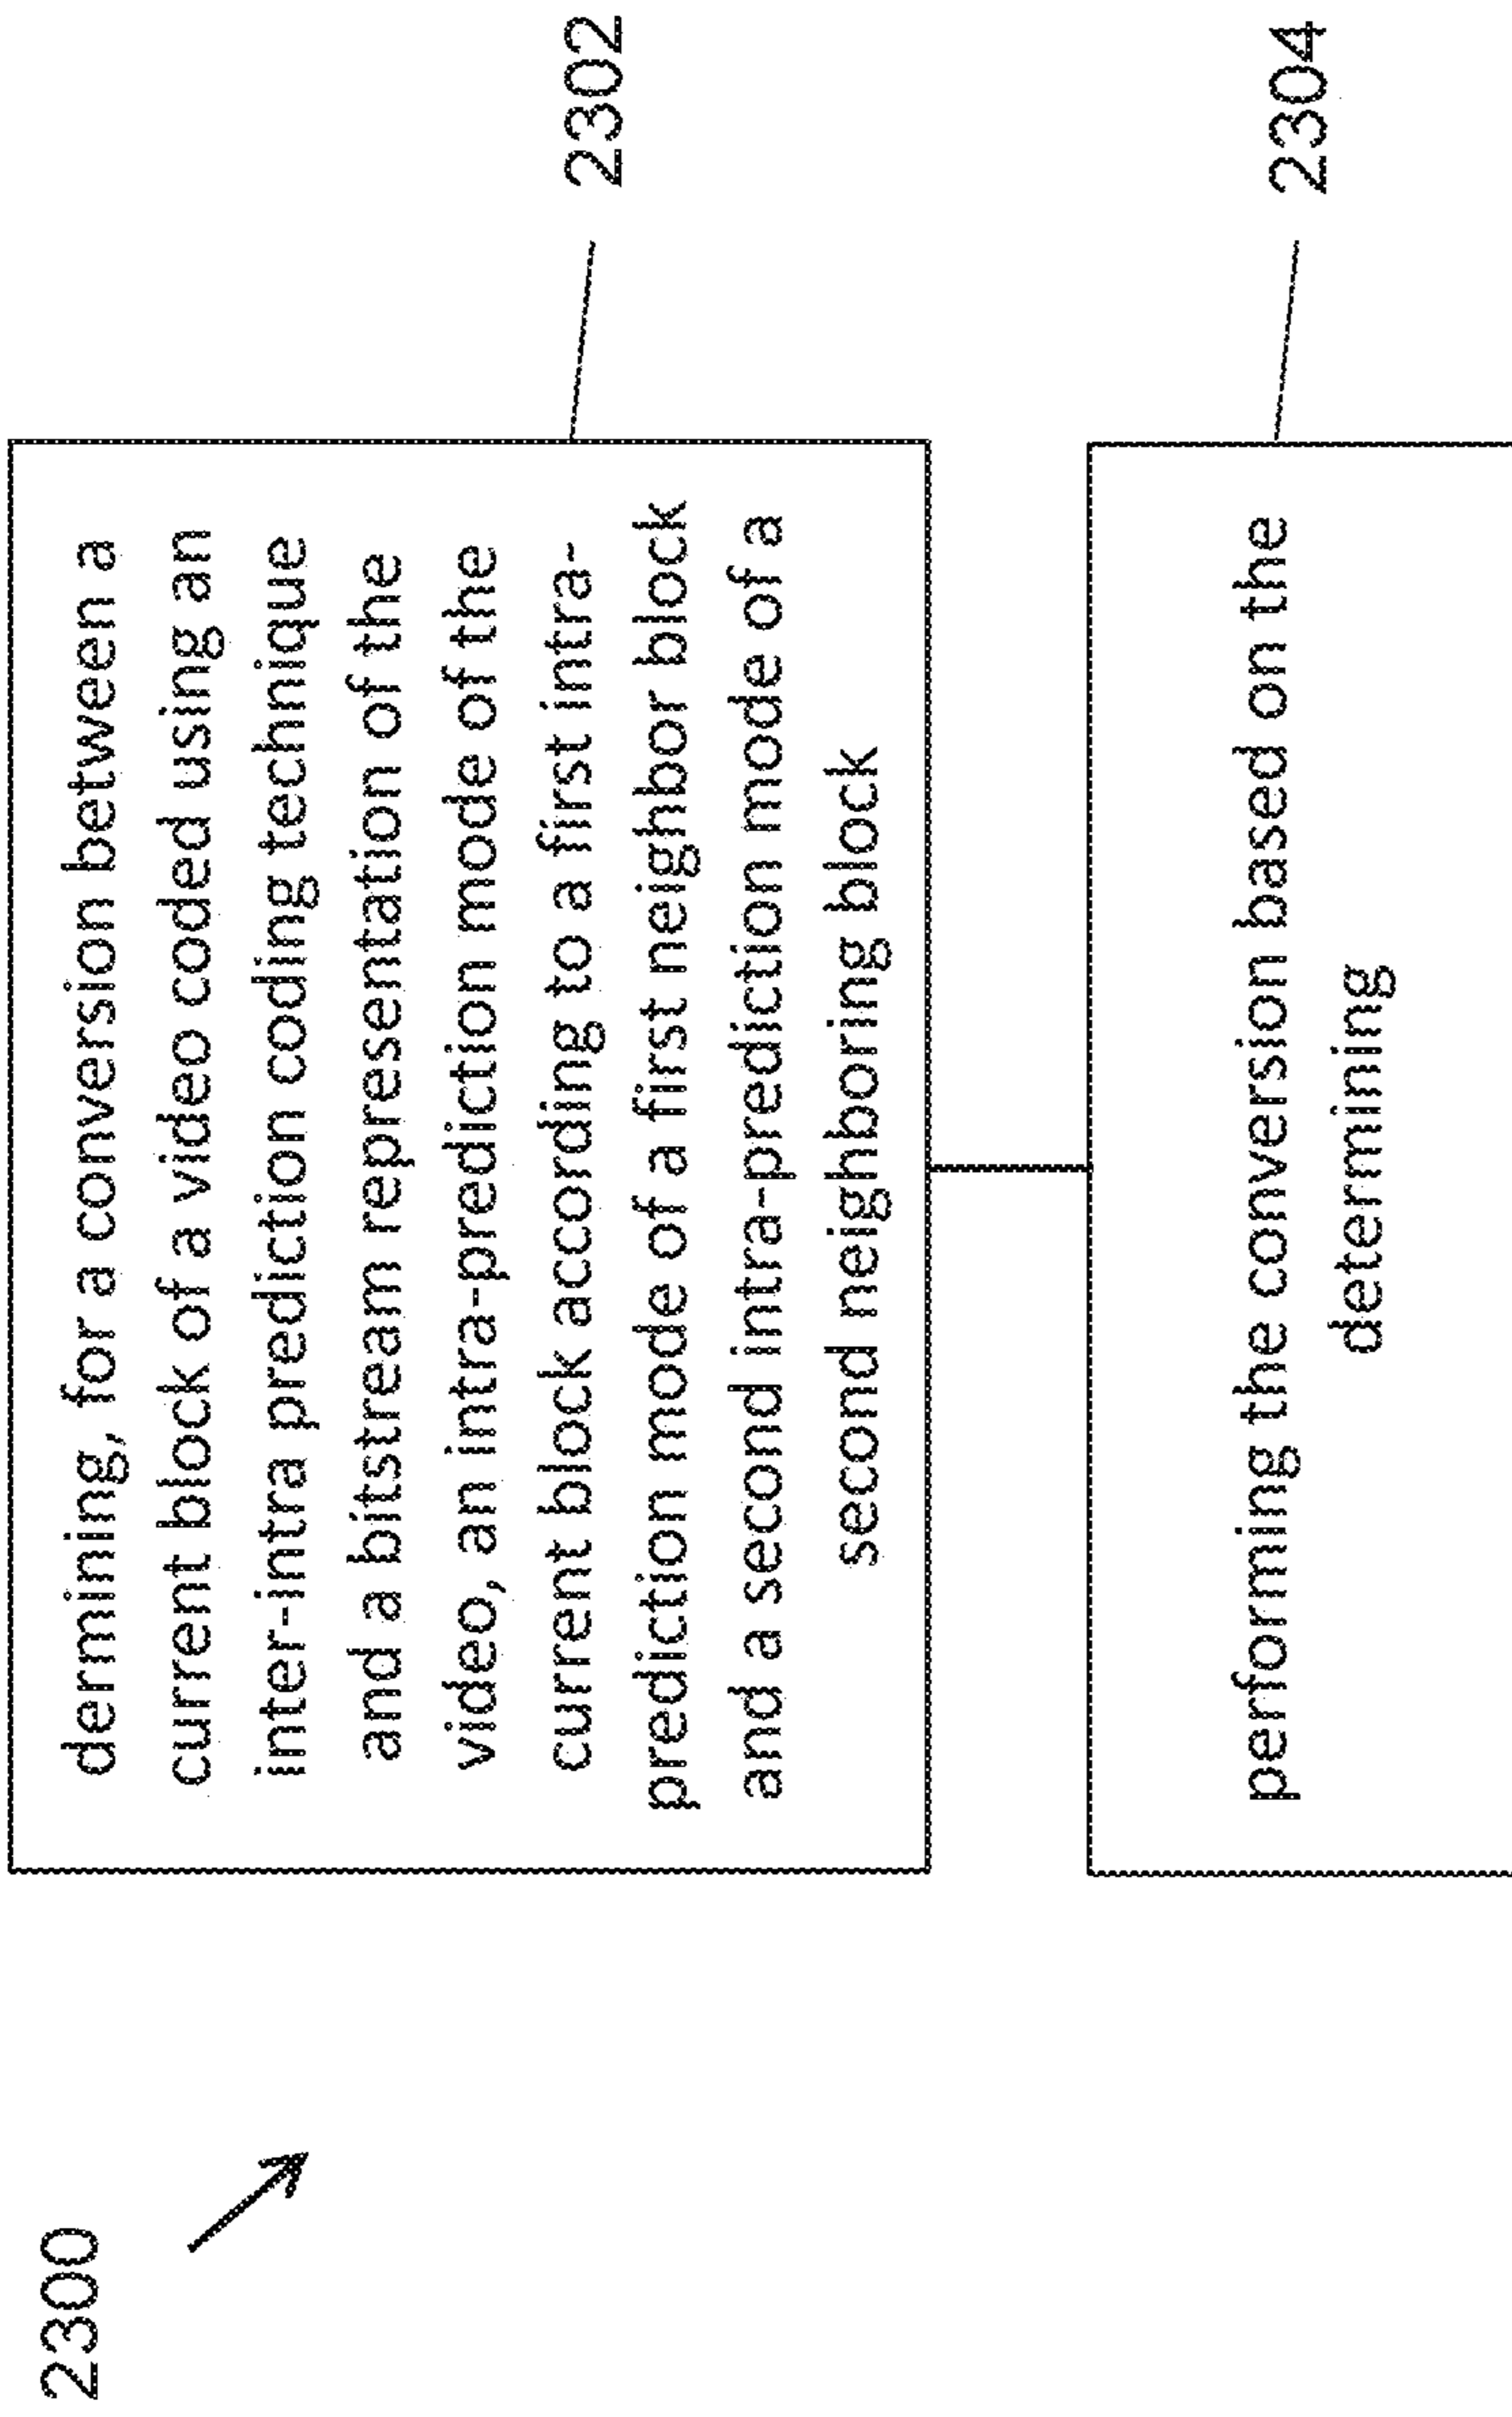 2300
dermining, for a conversion between a
current block of a video coded using an
inter-intra prediction coding technique
and a bitstream representation of the
video, an intra-prediction mode of the
current block according to a first intra-
prediction mode of a first neighbor block
and a second intra-prediction mode of a
second neighboring block
2302
performing the conversion based on the
determining
2304